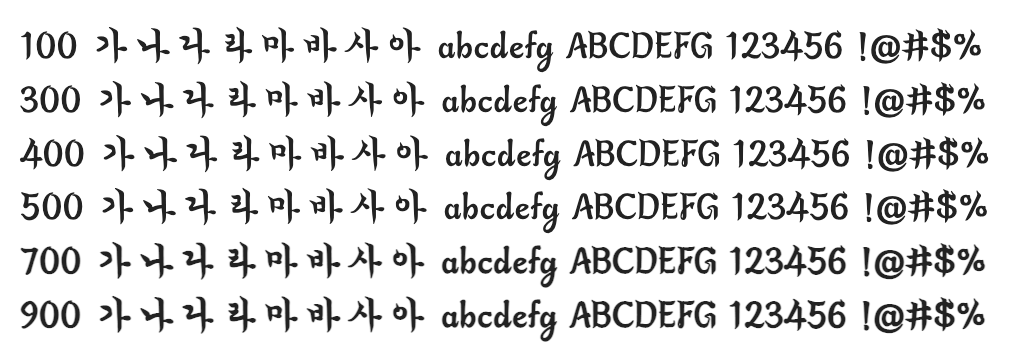 100 가 나 다 라 마 바 사 아 abcdefg ABCDEFG 123456 !@#$%
300 가 나 다 라 마 바 사 아 abcdefg ABCDEFG 123456 !@#$%
400 가 나 다 라 마 바 사 아 abcdefg ABCDEFG 123456 !@#$%
500 가 나 다 라 마 바 사 아 abcdefg ABCDEFG 123456 !@#$%
700 가 나 다 라 마 바 사 아 abcdefg ABCDEFG 123456 !@#$%
900 가 나 다 라 마 바 사 아 abcdefg ABCDEFG 123456 !@#$%